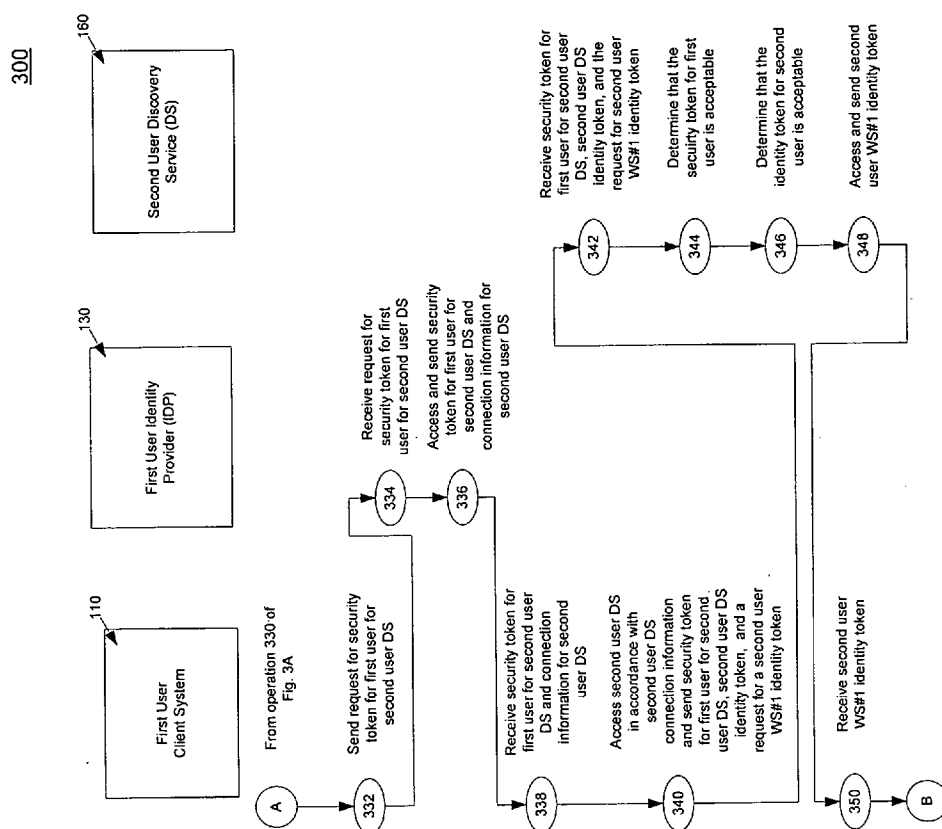 300
110
First User
Client System
130
First User Identity
Provider (IDP)
160
Second User Discovery
Service (DS)
A
From operation 330 of
Fig. 3A
332
Send request for security
token for first user for
second user DS
334
Receive request for
security token for first
user for second user DS
336
Access and send security
token for first user for
second user DS and
connection information for
second user DS
338
Receive security token for
first user for second user
DS and connection
information for second
user DS
340
Access second user DS
in accordance with
second user DS
connection information
and send security token
for first user for second
user DS, second user DS
identity token, and a
request for a second user
WS#1 identity token
342
Receive security token for
first user for second user
DS, second user DS
identity token, and the
request for second user
WS#1 identity token
344
Determine that the
secuirty token for first
user is acceptable
346
Determine that the
identity token for second
user is acceptable
348
Access and send second
user WS#1 identity token
350
Receive second user
WS#1 identity token
B